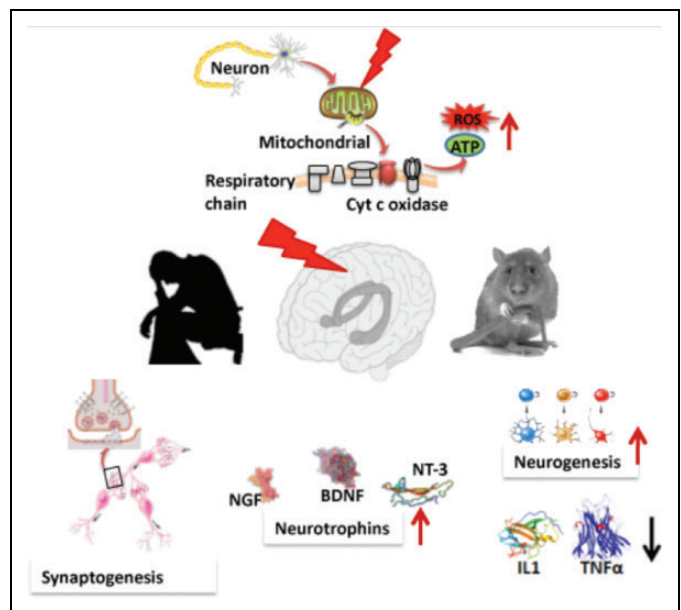 Neuron
Mitochondrial
ROS
ATP
Respiratory
chain
Cyt c oxidase
Neurogenesis
NGF
BDNF
NT-3
Neurotrophins
IL1
TNFα
Synaptogenesis